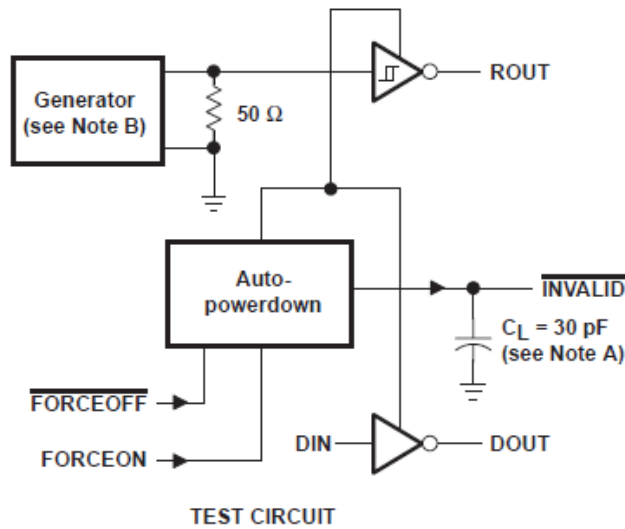 ROUT
Generator
(see Note B)
50 Ω
Auto-
powerdown
INVALID
CL = 30 pF
(see Note A)
FORCEOFF
FORCEON
DIN
DOUT
TEST CIRCUIT